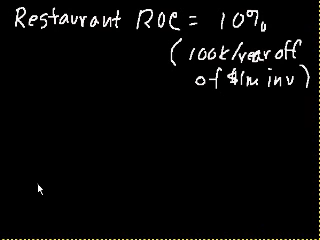 Restaurant ROC = 10%
(100k/year off
of $1m inv)